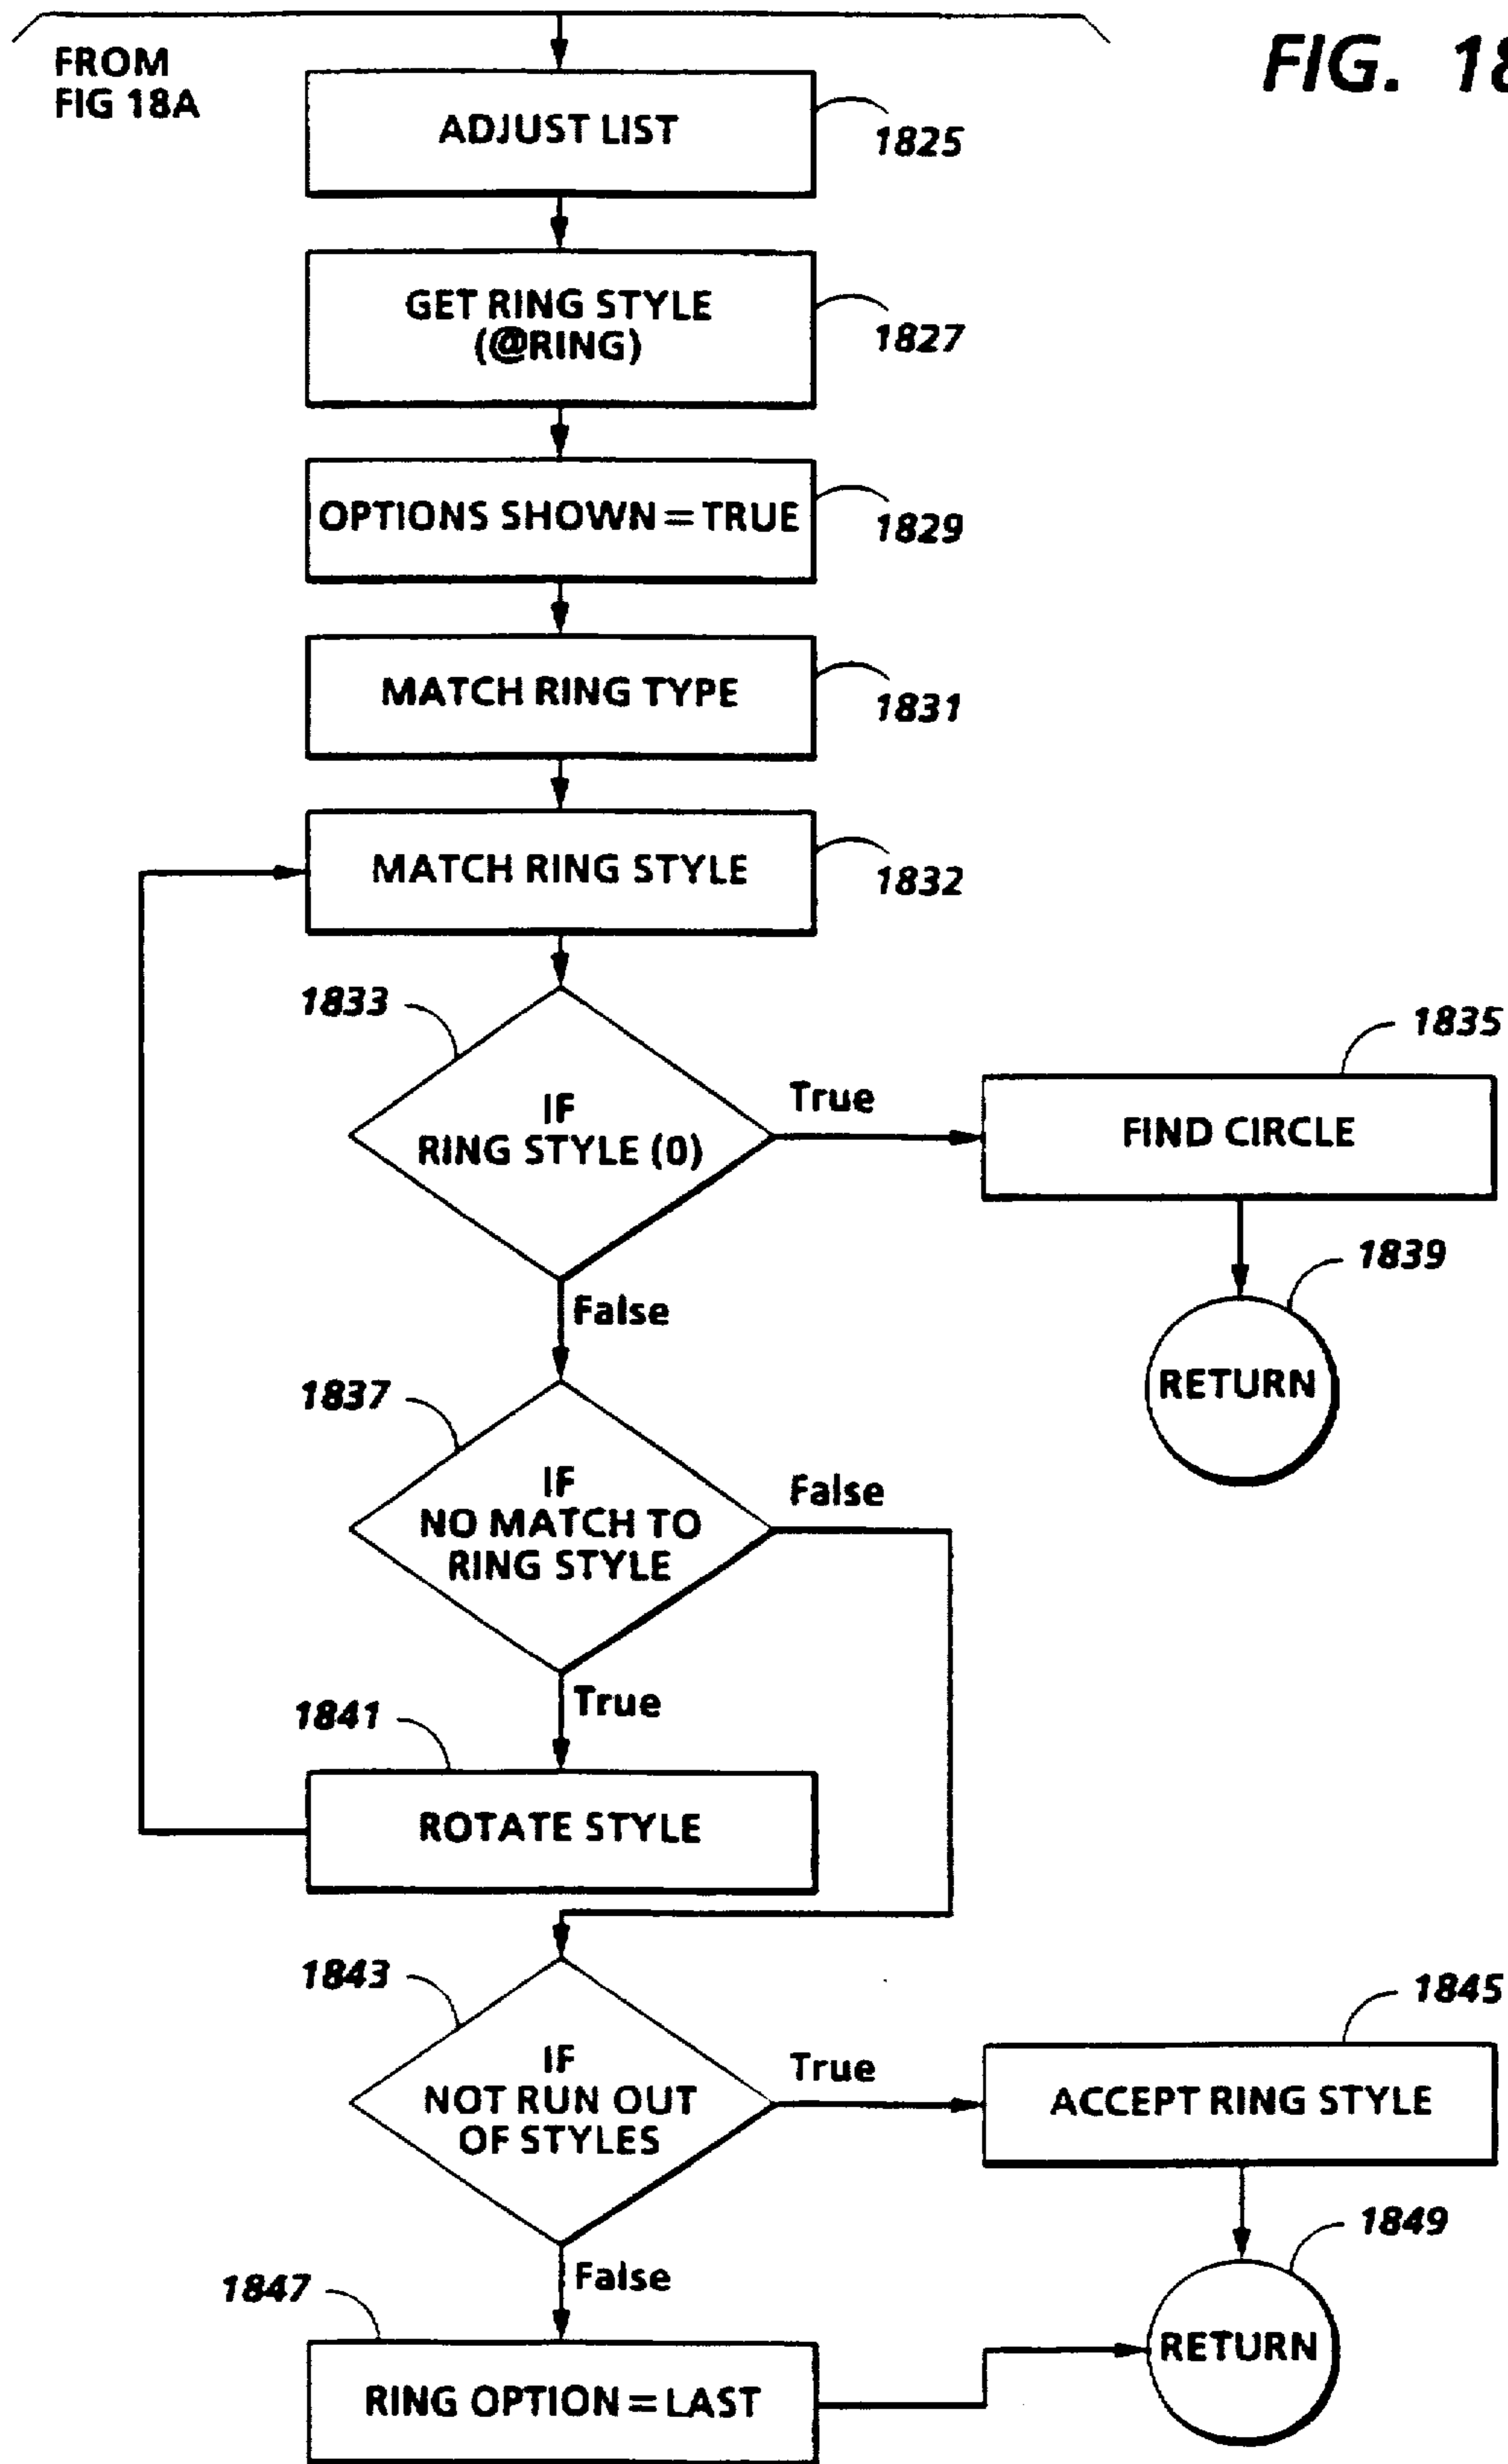 FROM
FIG 18A
FIG. 18
ADJUST LIST
1825
GET RING STYLE
(@RING)
1827
OPTIONS SHOWN = TRUE
1829
MATCH RING TYPE
1831
MATCH RING STYLE
1832
1833
IF
RING STYLE (0)
True
1835
FIND CIRCLE
False
1839
RETURN
1837
IF
NO MATCH TO
RING STYLE
False
True
1841
ROTATE STYLE
1843
IF
NOT RUN OUT
OF STYLES
True
1845
ACCEPT RING STYLE
False
1849
RETURN
1847
RING OPTION = LAST